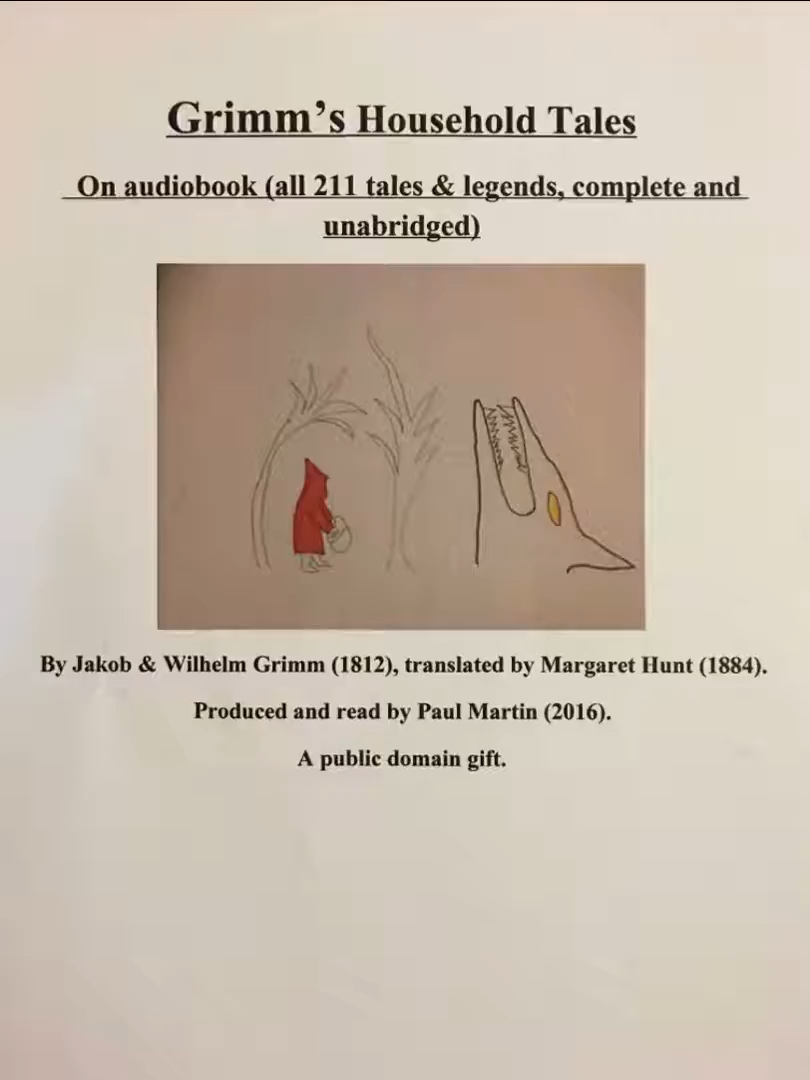 Grimm’s Household Tales
On audiobook (all 211 tales & legends, complete and
unabridged)
By Jakob & Wilhelm Grimm (1812), translated by Margaret Hunt (1884).
Produced and read by Paul Martin (2016).
A public domain gift.